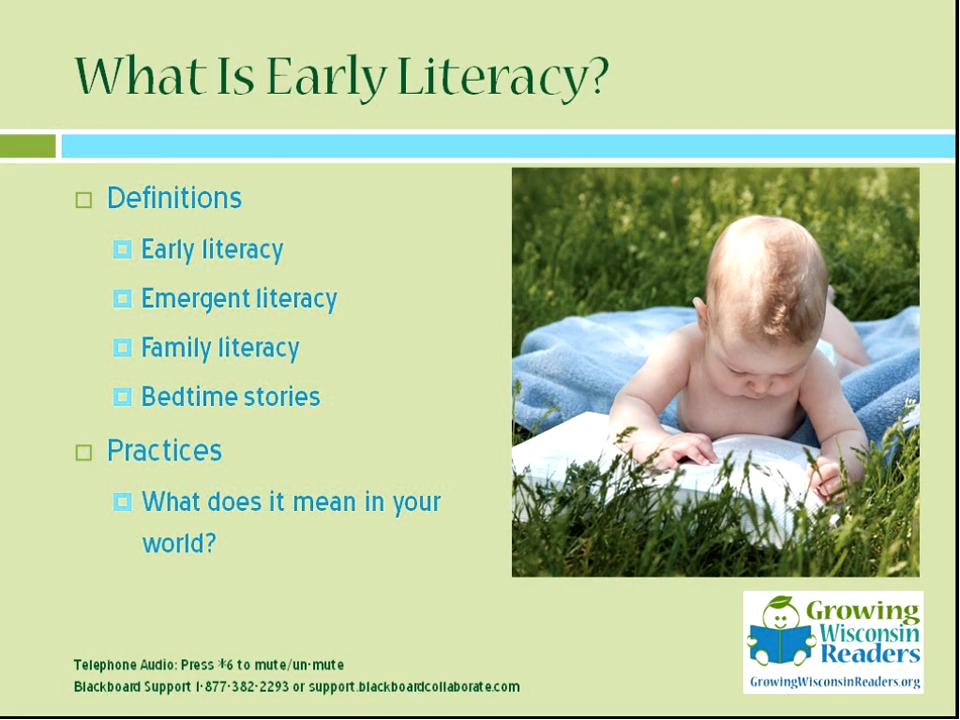 What Is Early Literacy?
Definitions
Early literacy
Emergent literacy
Family literacy
Bedtime stories
Practices
What does it mean in your
world?
Telephone Audio: Press *6 to mute/un-mute
Blackboard Support 1-877-382-2293 or support.blackboardcollaborate.com
Growing
Wisconsin
Readers
GrowingWisconsinReaders.org